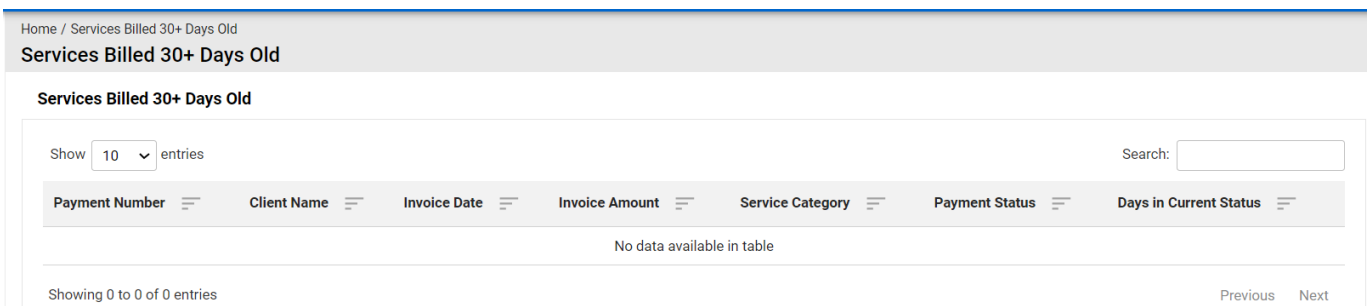 Home / Services Billed 30+ Days Old
Services Billed 30+ Days Old
Services Billed 30+ Days Old
Show 10 entries Search:
Payment Number Client Name Invoice Date Invoice Amount Service Category Payment Status Days in Current Status
No data available in table
Showing 0 to 0 of 0 entries Previous Next